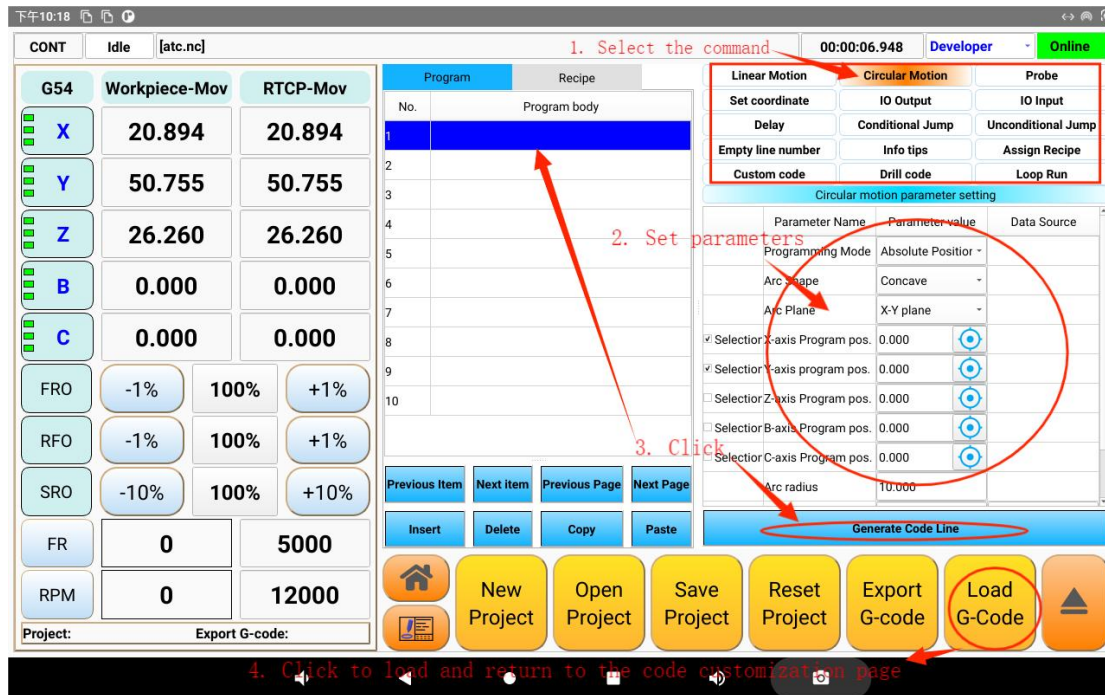 下午10:18
CONT Idle [atc.nc] 1. Select the command 00:00:06.948 Developer Online
G54 Workpiece-Mov RTCP-Mov
X 20.894 20.894
Y 50.755 50.755
Z 26.260 26.260
B 0.000 0.000
C 0.000 0.000
FRO -1% 100% +1%
RFO -1% 100% +1%
SRO -10% 100% +10%
FR 0 5000
RPM 0 12000
Project: Export G-code:
Program Recipe
No. Program body
1
2
3
4
5
6
7
8
9
10
2. Set parameters
3. Click
Previous Item Next item Previous Page Next Page
Insert Delete Copy Paste
Linear Motion Circular Motion Probe
Set coordinate IO Output IO Input
Delay Conditional Jump Unconditional Jump
Empty line number Info tips Assign Recipe
Custom code Drill code Loop Run
Circular motion parameter setting
Parameter Name Parameter value Data Source
Programming Mode Absolute Position
Arc Shape Concave
Arc Plane X-Y plane
Selection X-axis Program pos. 0.000
Selection Y-axis program pos. 0.000
Selection Z-axis Program pos. 0.000
Selection B-axis Program pos. 0.000
Selection C-axis Program pos. 0.000
Arc radius 10.000
Generate Code Line
New Project
Open Project
Save Project
Reset Project
Export G-code
Load G-Code
4. Click to load and return to the code customization page